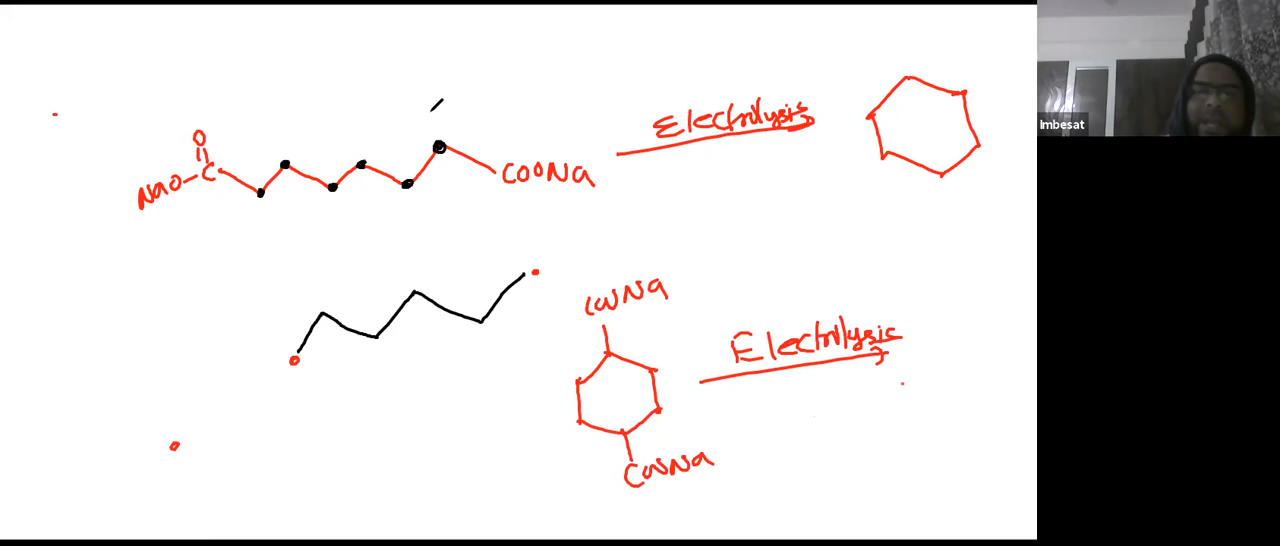 Electrolysis
O
NaO-C
COONa
Imbesat
COONa
Electrolysis
COONa